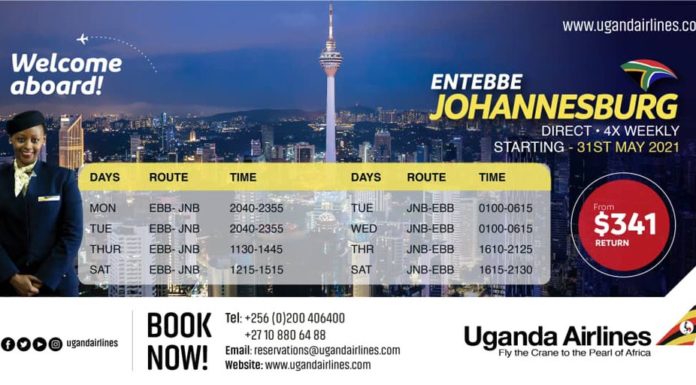 www.ugandairlines.co
Welcome
aboard!
ENTEBBE
JOHANNESBURG
DIRECT • 4X WEEKLY
STARTING - 31ST MAY 2021
DAYS ROUTE TIME DAYS ROUTE TIME
MON EBB- JNB 2040-2355 TUE JNB-EBB 0100-0615
TUE EBB- JNB 2040-2355 WED JNB-EBB 0100-0615
THUR EBB- JNB 1130-1445 THR JNB-EBB 1610-2125
SAT EBB- JNB 1215-1515 SAT JNB-EBB 1615-2130
From
$341
RETURN
ugandairlines
BOOK
NOW!
Tel: +256 (0)200 406400
+27 10 880 64 88
Email: reservations@ugandairlines.com
Website: www.ugandairlines.com
Uganda Airlines
Fly the Crane to the Pearl of Africa